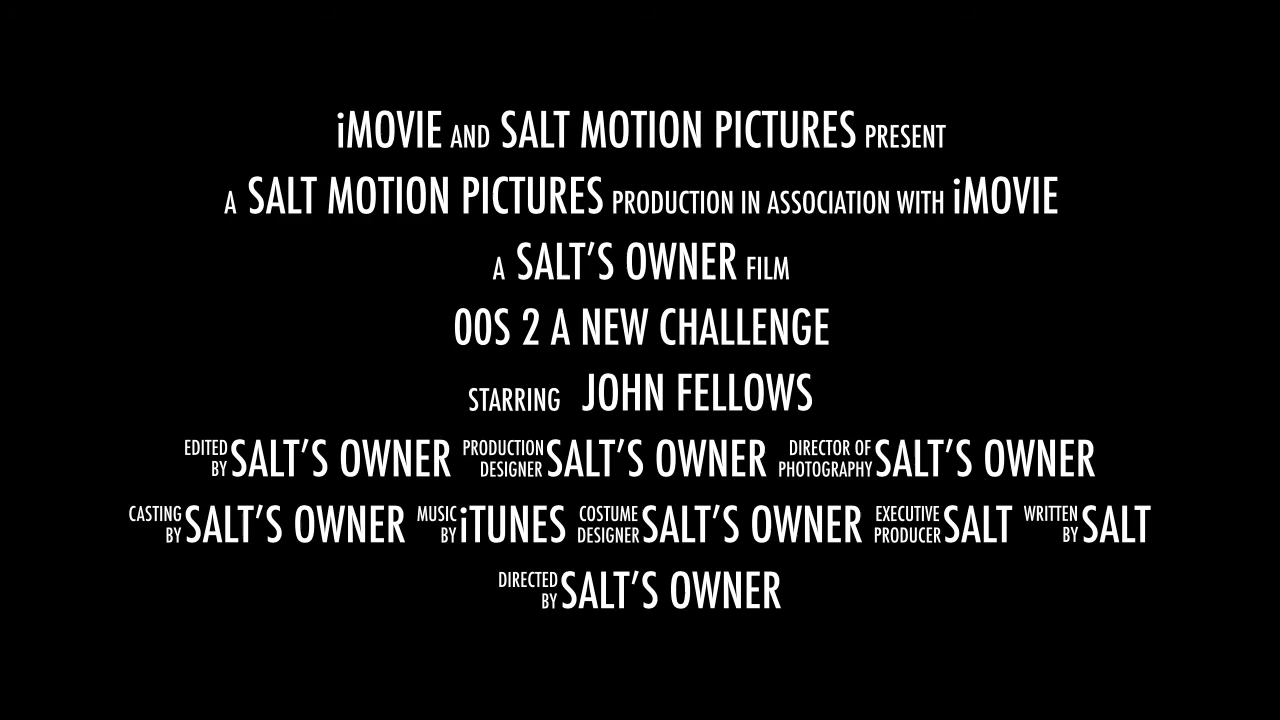 iMOVIE AND SALT MOTION PICTURES PRESENT
A SALT MOTION PICTURES PRODUCTION IN ASSOCIATION WITH iMOVIE
A SALT'S OWNER FILM
00S 2 A NEW CHALLENGE
STARRING JOHN FELLOWS
EDITED BY SALT'S OWNER PRODUCTION DESIGNER SALT'S OWNER DIRECTOR OF PHOTOGRAPHY SALT'S OWNER
CASTING BY SALT'S OWNER MUSIC BY iTUNES COSTUME DESIGNER SALT'S OWNER EXECUTIVE PRODUCER SALT WRITTEN BY SALT
DIRECTED BY SALT'S OWNER